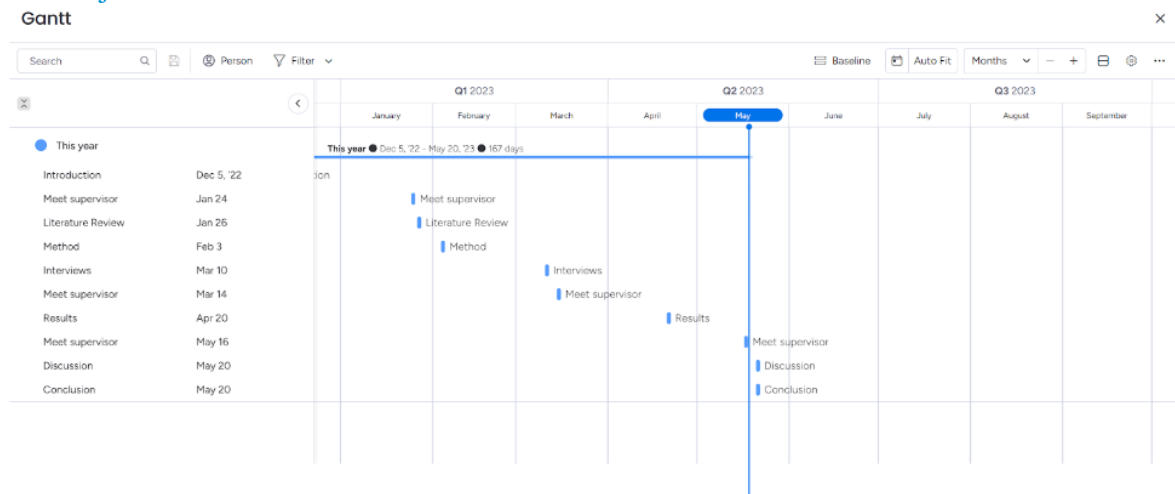 Gantt
Search Person Filter Baseline Auto Fit Months
Q1 2023 Q2 2023 Q3 2023
January February March April May June July August September
This year This year ● Dec 5, '22 - May 20, '23 ● 167 days
Introduction Dec 5, '22 ion
Meet supervisor Jan 24 Meet supervisor
Literature Review Jan 26 Literature Review
Method Feb 3 Method
Interviews Mar 10 Interviews
Meet supervisor Mar 14 Meet supervisor
Results Apr 20 Results
Meet supervisor May 16 Meet supervisor
Discussion May 20 Discussion
Conclusion May 20 Conclusion